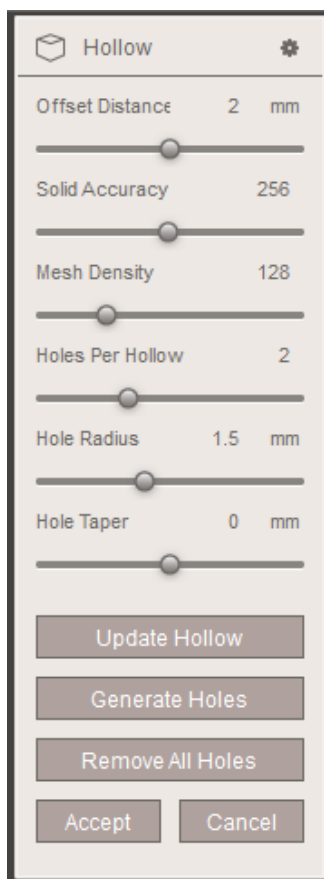 Hollow
Offset Distance 2 mm
Solid Accuracy 256
Mesh Density 128
Holes Per Hollow 2
Hole Radius 1.5 mm
Hole Taper 0 mm
Update Hollow
Generate Holes
Remove All Holes
Accept Cancel